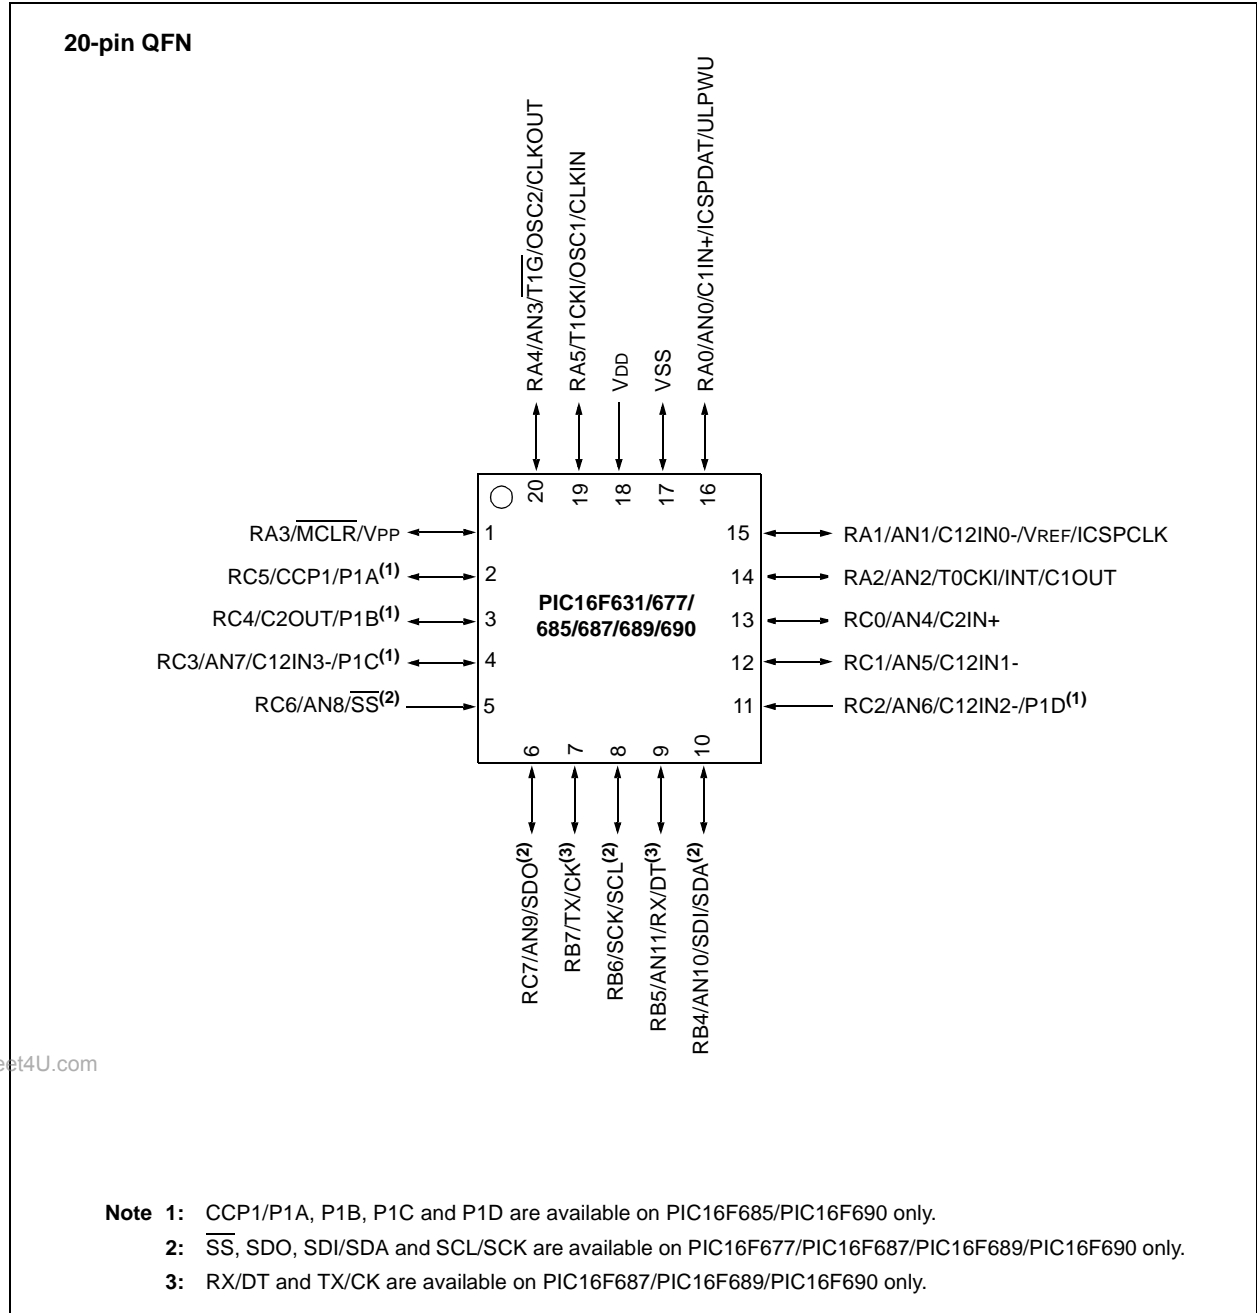 20-pin QFN
RA4/AN3/T1G/OSC2/CLKOUT
RA5/T1CKI/OSC1/CLKIN
VDD
VSS
RA0/AN0/C1IN+/ICSPDAT/ULPWU
20
19
18
17
16
RA3/MCLR/VPP
1
RC5/CCP1/P1A(1)
2
RC4/C2OUT/P1B(1)
3
RC3/AN7/C12IN3-/P1C(1)
4
RC6/AN8/SS(2)
5
PIC16F631/677/
685/687/689/690
15
RA1/AN1/C12IN0-/VREF/ICSPCLK
14
RA2/AN2/T0CKI/INT/C1OUT
13
RC0/AN4/C2IN+
12
RC1/AN5/C12IN1-
11
RC2/AN6/C12IN2-/P1D(1)
6
7
8
9
10
RC7/AN9/SDO(2)
RB7/TX/CK(3)
RB6/SCK/SCL(2)
RB5/AN11/RX/DT(3)
RB4/AN10/SDI/SDA(2)
eet4U.com
Note 1: CCP1/P1A, P1B, P1C and P1D are available on PIC16F685/PIC16F690 only.
2: SS, SDO, SDI/SDA and SCL/SCK are available on PIC16F677/PIC16F687/PIC16F689/PIC16F690 only.
3: RX/DT and TX/CK are available on PIC16F687/PIC16F689/PIC16F690 only.